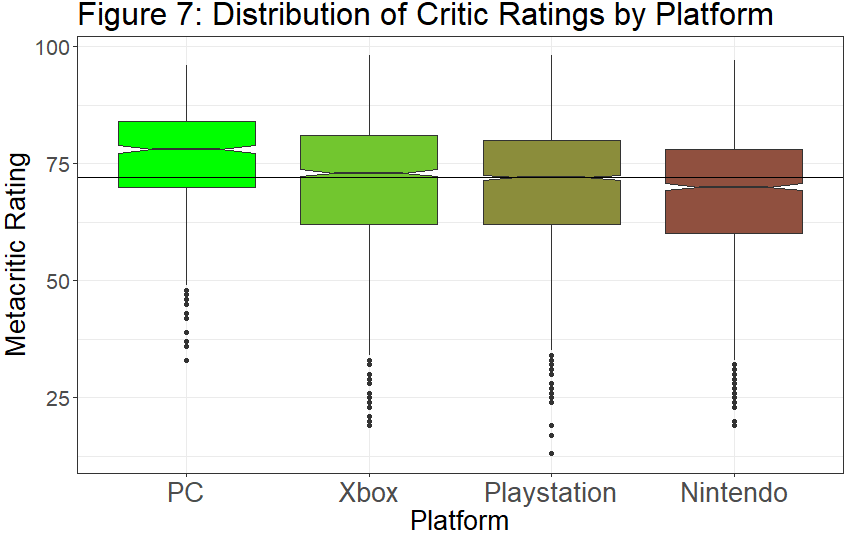 Figure 7: Distribution of Critic Ratings by Platform
100
75
50
25
Metacritic Rating
PC Xbox Playstation Nintendo
Platform